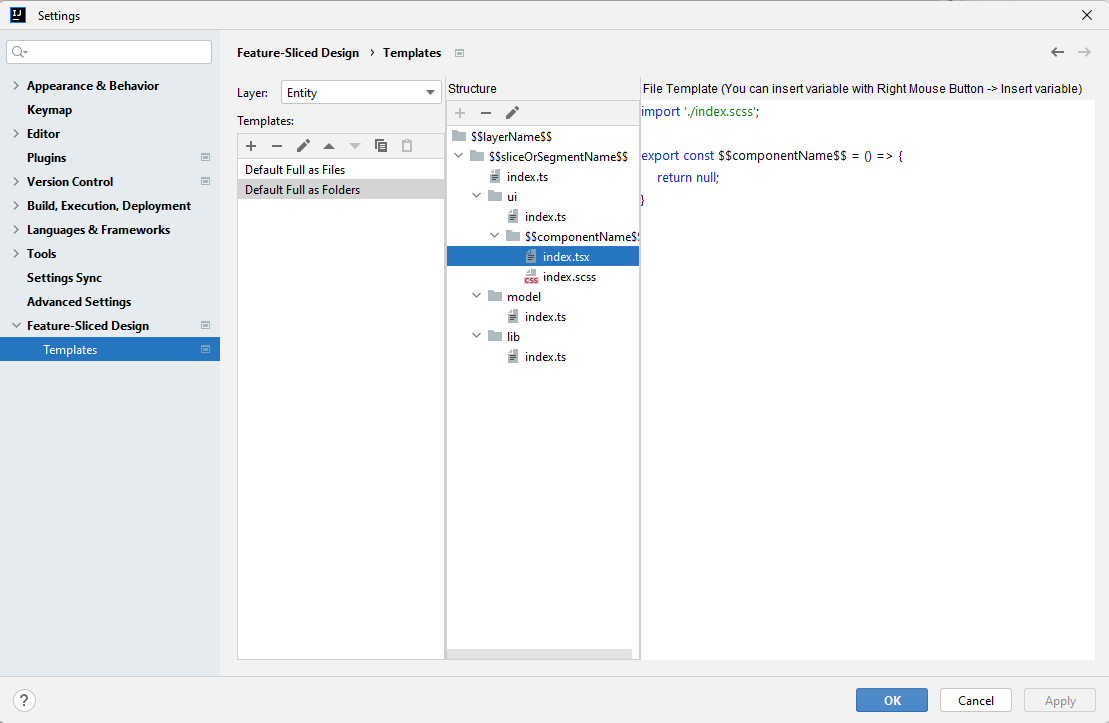 IJ
Settings
Appearance & Behavior
Keymap
Editor
Plugins
Version Control
Build, Execution, Deployment
Languages & Frameworks
Tools
Settings Sync
Advanced Settings
Feature-Sliced Design
Templates
Feature-Sliced Design › Templates
Layer: Entity
Templates:
Default Full as Files
Default Full as Folders
Structure
$$layerName$$
$$sliceOrSegmentName$$
index.ts
ui
index.ts
$$componentName$$
index.tsx
CSS index.scss
model
index.ts
lib
index.ts
File Template (You can insert variable with Right Mouse Button -> Insert variable)
import './index.scss';
export const $$componentName$$ = () => {
return null;
}
?
OK
Cancel
Apply